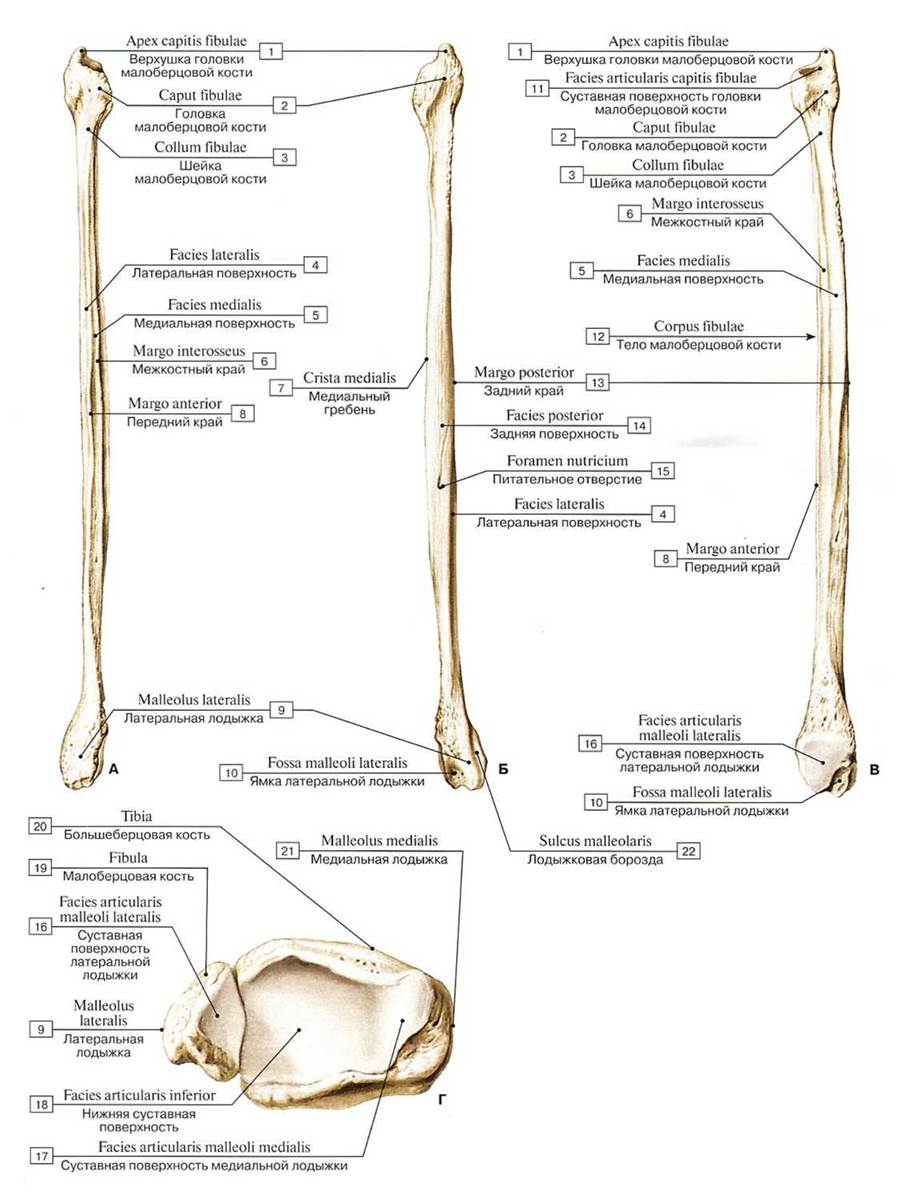 Apex capitis fibulae
1
Верхушка головки
малоберцовой кости
Caput fibulae
2
Головка
малоберцовой кости
Collum fibulae
3
Шейка
малоберцовой кости
Facies lateralis
4
Латеральная поверхность
Facies medialis
5
Медиальная поверхность
Margo interosseus
6
Межкостный край
Margo anterior
8
Передний край
7
Crista medialis
Медиальный
гребень
Malleolus lateralis
9
Латеральная лодыжка
А
10
Fossa malleoli lateralis
Ямка латеральной лодыжки
Б
Margo posterior
13
Задний край
Facies posterior
14
Задняя поверхность
Foramen nutricium
15
Питательное отверстие
Facies lateralis
4
Латеральная поверхность
Sulcus malleolaris
22
Лодыжковая борозда
1
Apex capitis fibulae
Верхушка головки малоберцовой кости
11
Facies articularis capitis fibulae
Суставная поверхность головки
малоберцовой кости
2
Caput fibulae
Головка малоберцовой кости
3
Collum fibulae
Шейка малоберцовой кости
6
Margo interosseus
Межкостный край
5
Facies medialis
Медиальная поверхность
12
Corpus fibulae
Тело малоберцовой кости
8
Margo anterior
Передний край
16
Facies articularis
malleoli lateralis
Суставная поверхность
латеральной лодыжки
10
Fossa malleoli lateralis
Ямка латеральной лодыжки
В
20
Tibia
Большеберцовая кость
19
Fibula
Малоберцовая кость
21
Malleolus medialis
Медиальная лодыжка
16
Facies articularis
malleoli lateralis
Суставная
поверхность
латеральной
лодыжки
9
Malleolus
lateralis
Латеральная
лодыжка
18
Facies articularis inferior
Нижняя суставная
поверхность
17
Facies articularis malleoli medialis
Суставная поверхность медиальной лодыжки
Г